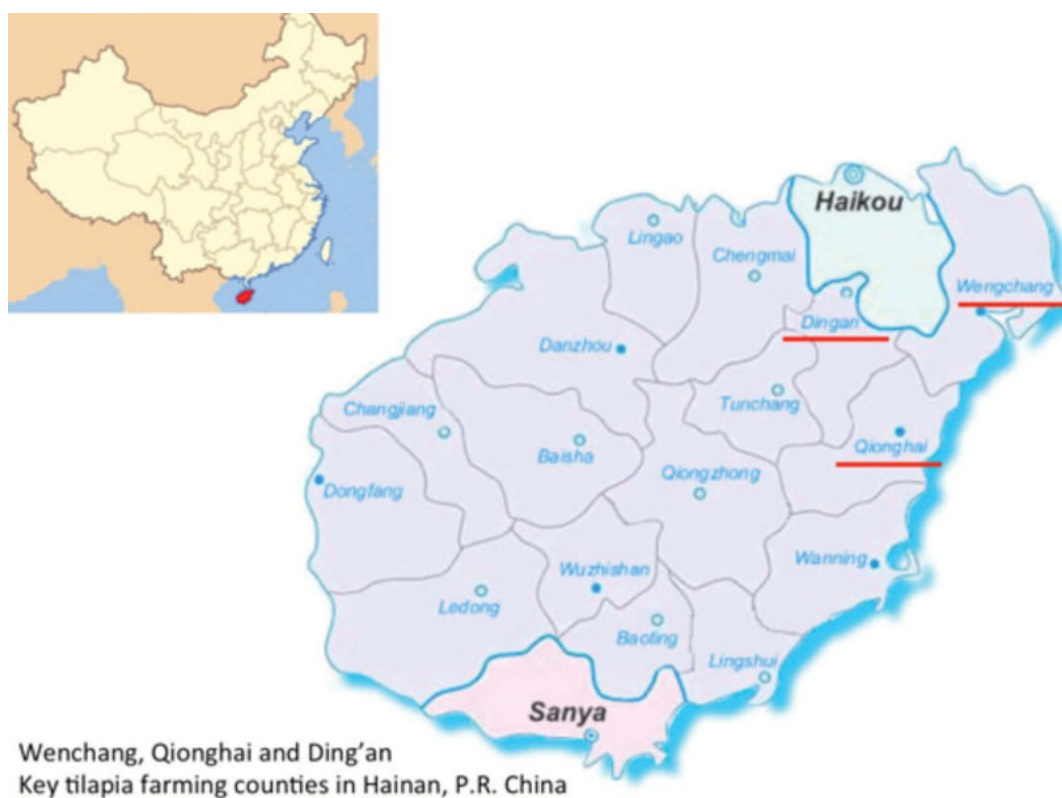 Haikou
Lingao
Chengmai
Wengchang
Dingan
Danzhou
Tunchang
Changjiang
Qionghai
Baisha
Qiongzhong
Dongfang
Wanning
Wuzhishan
Ledong
Baoting
Lingshui
Sanya
Wenchang, Qionghai and Ding’an
Key tilapia farming counties in Hainan, P.R. China